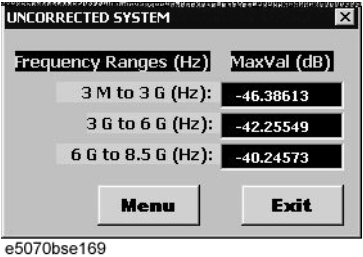 UNCORRECTED SYSTEM
Frequency Ranges (Hz) MaxVal (dB)
3 M to 3 G (Hz): -46.38613
3 G to 6 G (Hz): -42.25549
6 G to 8.5 G (Hz): -40.24573
Menu Exit
e5070bse169